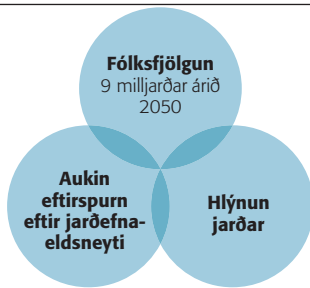 Fólksfjölgun
9 milljarðar árið
2050
Aukin
eftirspurn
eftir jarðefna-
eldsneyti
Hlýnun
jarðar